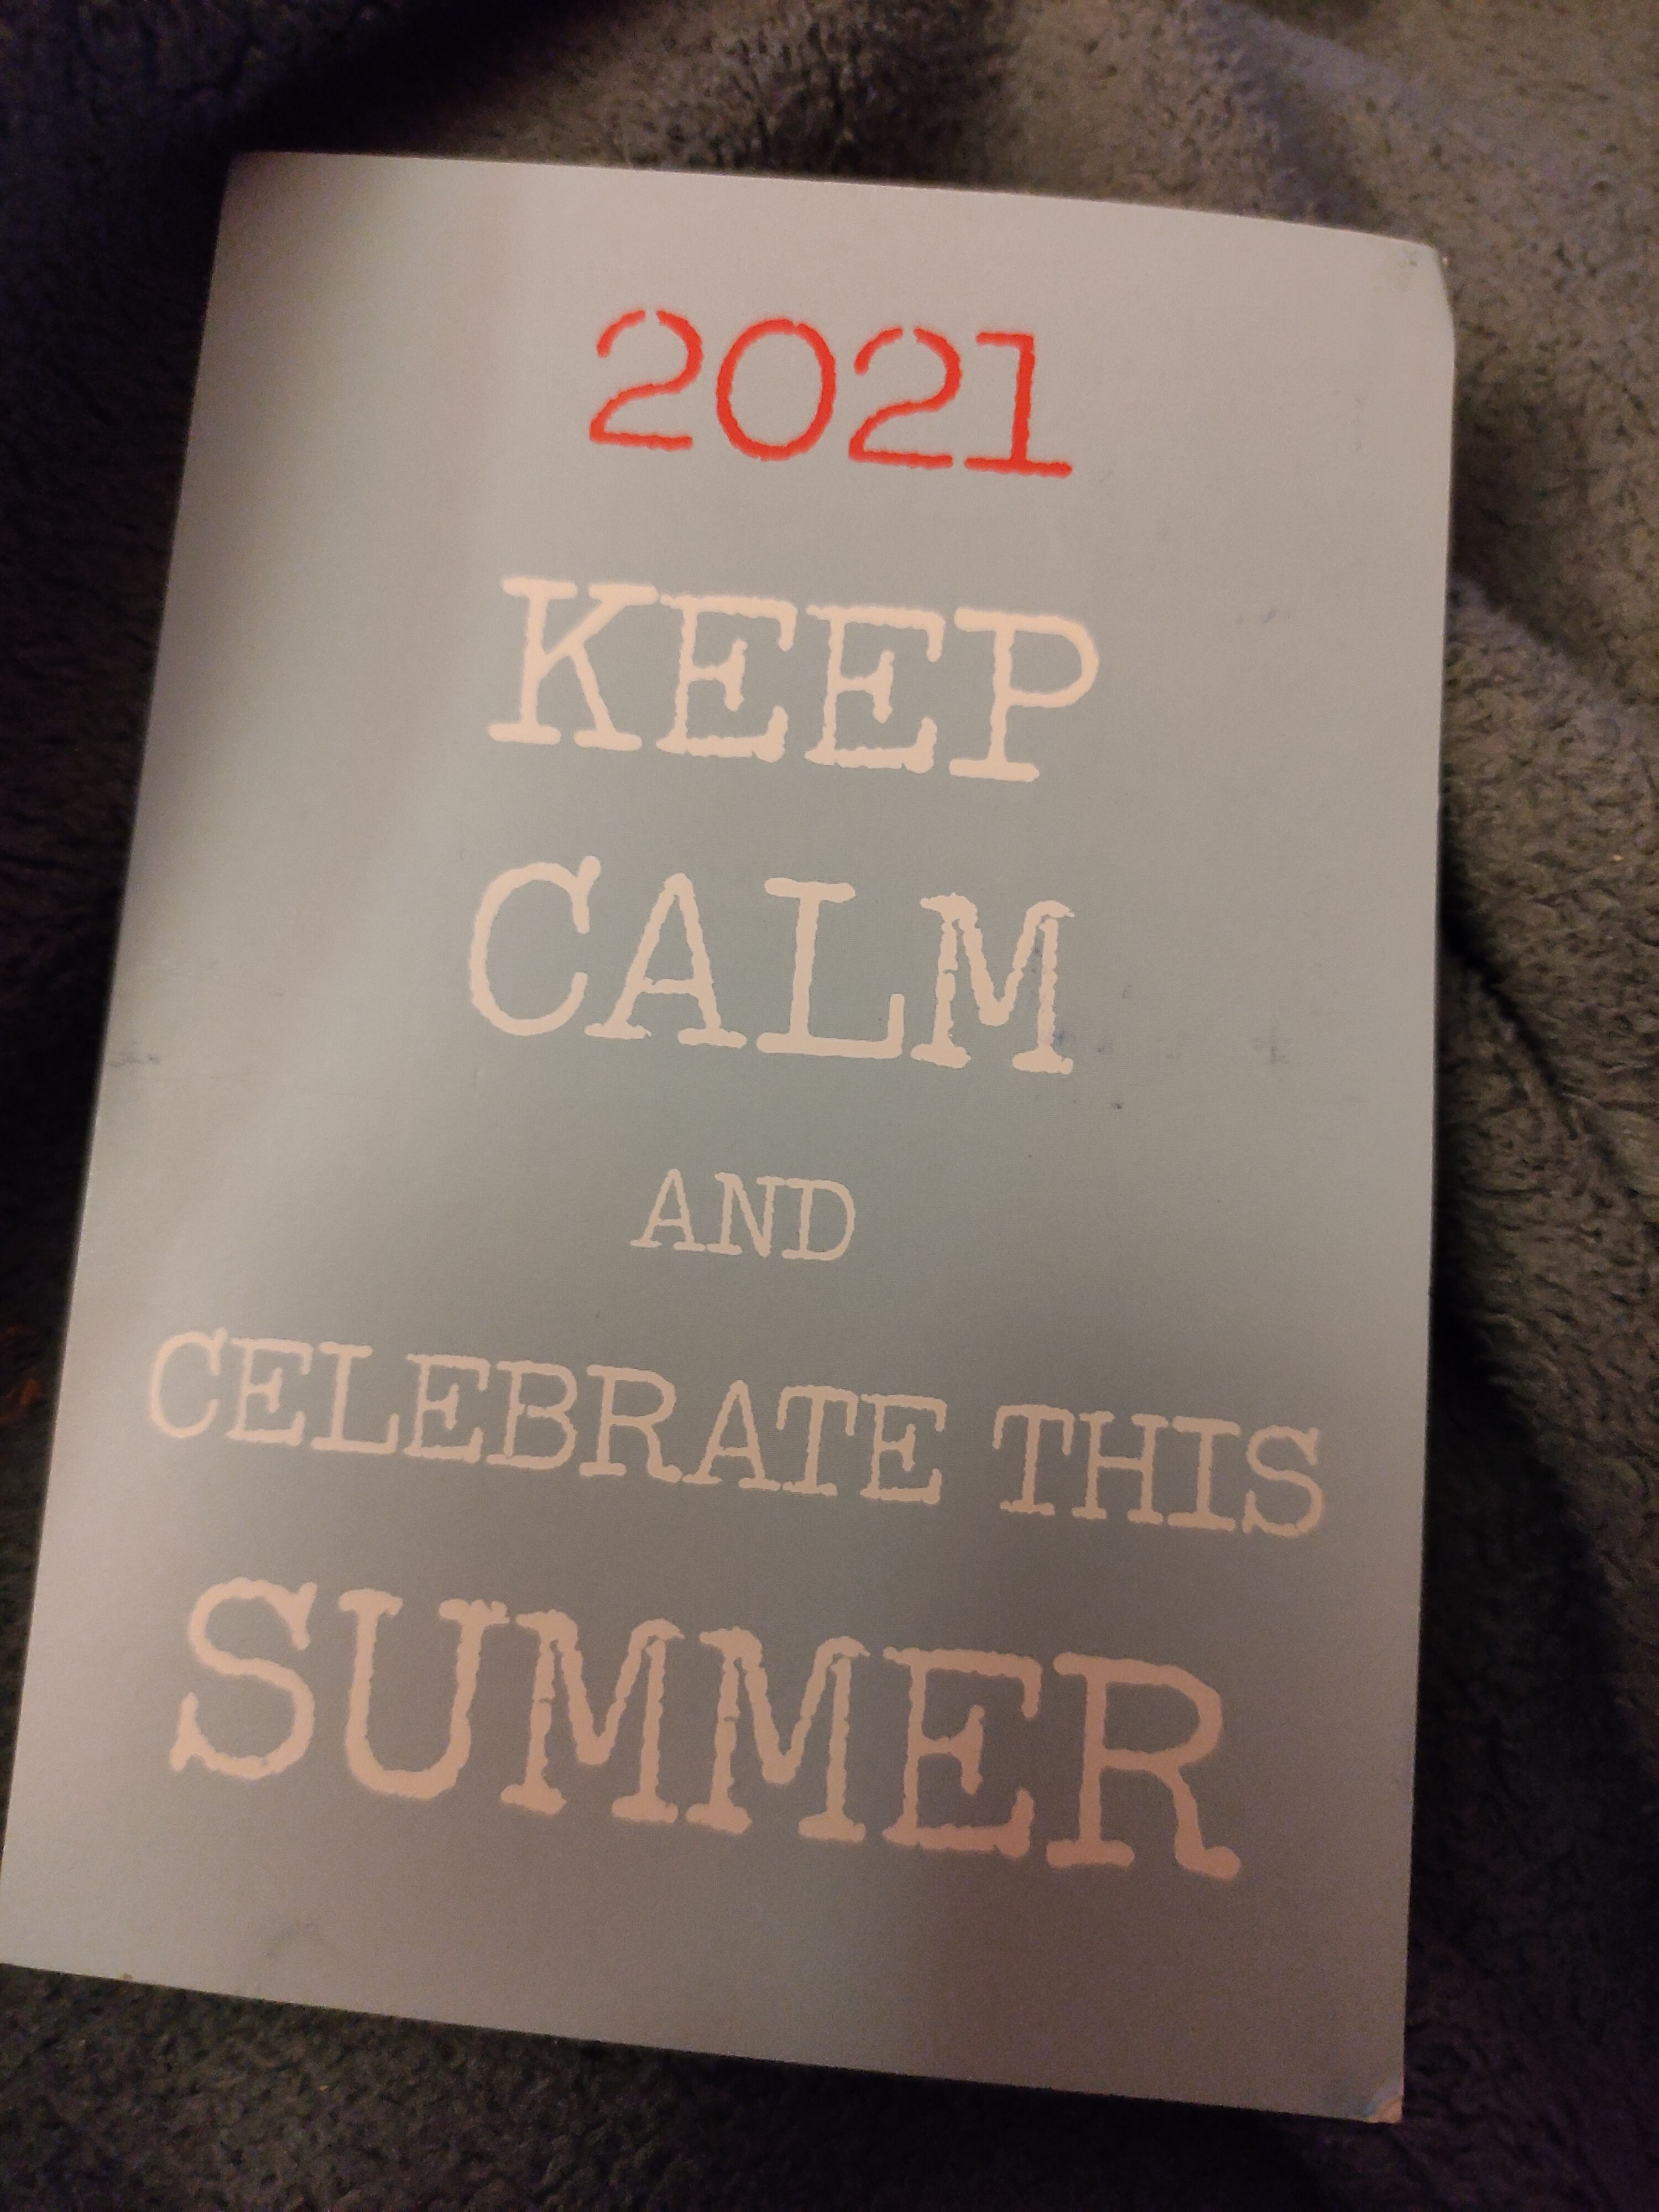 2021
KEEP
CALM
AND
CELEBRATE THIS
SUMMER